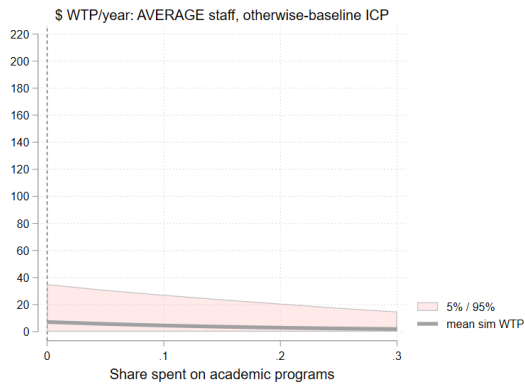 $ WTP/year: AVERAGE staff, otherwise-baseline ICP
220
200
180
160
140
120
100
80
60
40
20
0
0 .1 .2 .3
Share spent on academic programs
5% / 95%
mean sim WTP